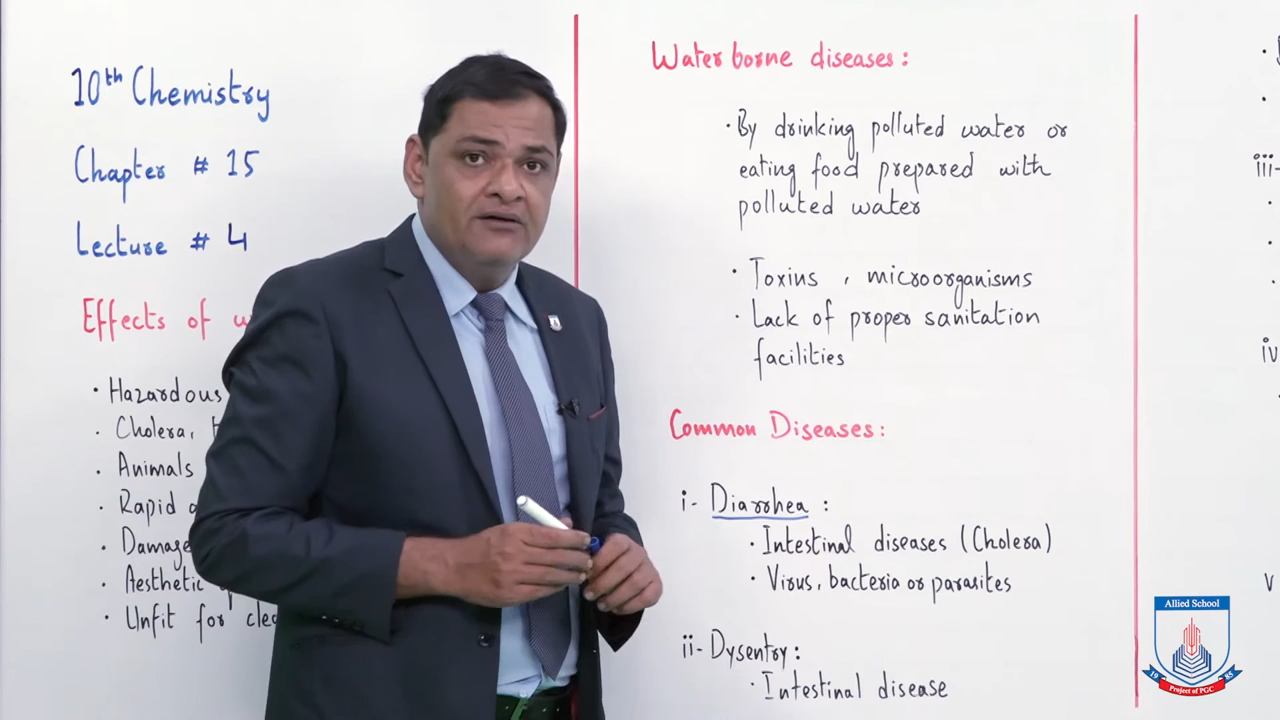 10th Chemistry
Chapter # 15
Lecture # 4
Effects of
Hazardous
Cholera,
Animals
Rapid
Damage
Aesthetic
Unfit for
Water borne diseases:
· By drinking polluted water or
eating food prepared with
polluted water
· Toxins, microorganisms
· Lack of proper sanitation
facilities
Common Diseases:
i- Diarrhea:
· Intestinal diseases (Cholera)
· Virus, bacteria or parasites
ii- Dysentry:
· Intestinal disease
iii-
iv
v
Allied School
1985
Project of PGC